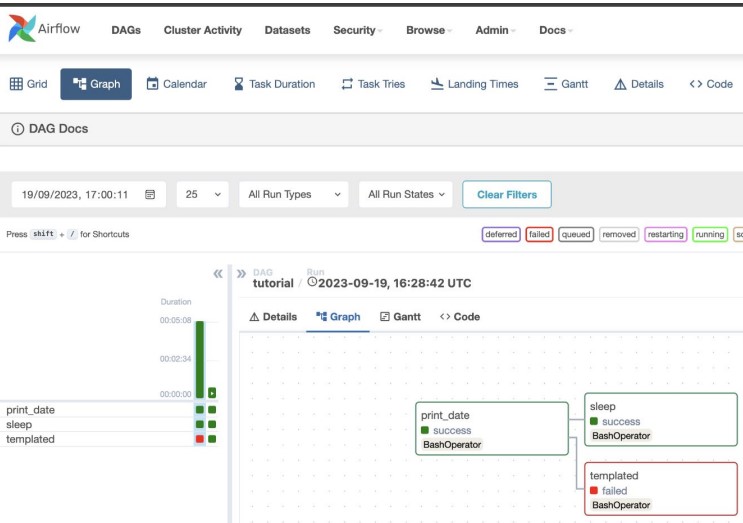 Airflow DAGs Cluster Activity Datasets Security Browse Admin Docs
Grid Graph Calendar Task Duration Task Tries Landing Times Gantt Details <> Code
DAG Docs
19/09/2023, 17:00:11 25 All Run Types All Run States Clear Filters
Press shift + / for Shortcuts
deferred failed queued removed restarting running
DAG Run
tutorial / 2023-09-19, 16:28:42 UTC
Details Graph Gantt <> Code
Duration
00:05:08
00:02:34
00:00:00
print_date
sleep
templated
print_date
success
BashOperator
sleep
success
BashOperator
templated
failed
BashOperator